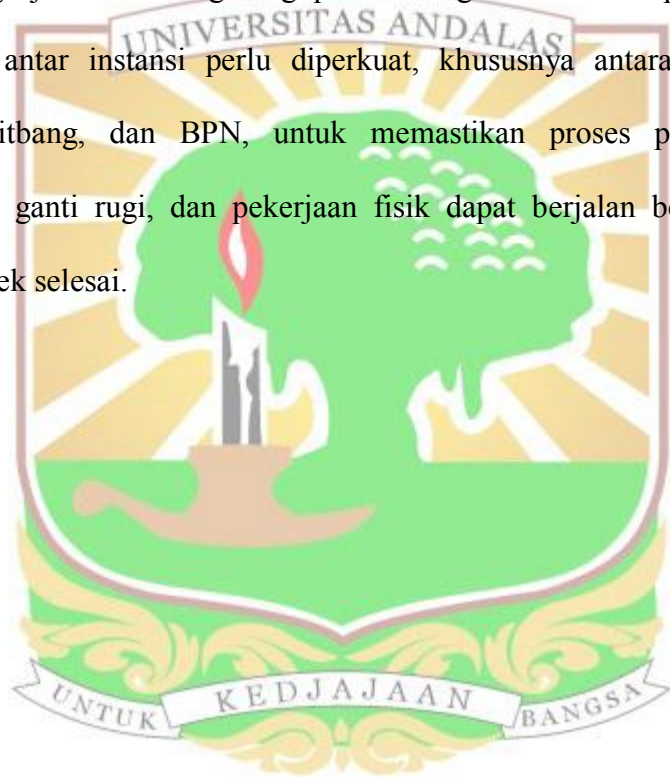 UNIVERSITAS ANDALAS
antar instansi perlu diperkuat, khususnya antara
itbang, dan BPN, untuk memastikan proses p
ganti rugi, dan pekerjaan fisik dapat berjalan be
ek selesai.
UNTUK KEDJAJAAN BANGSA